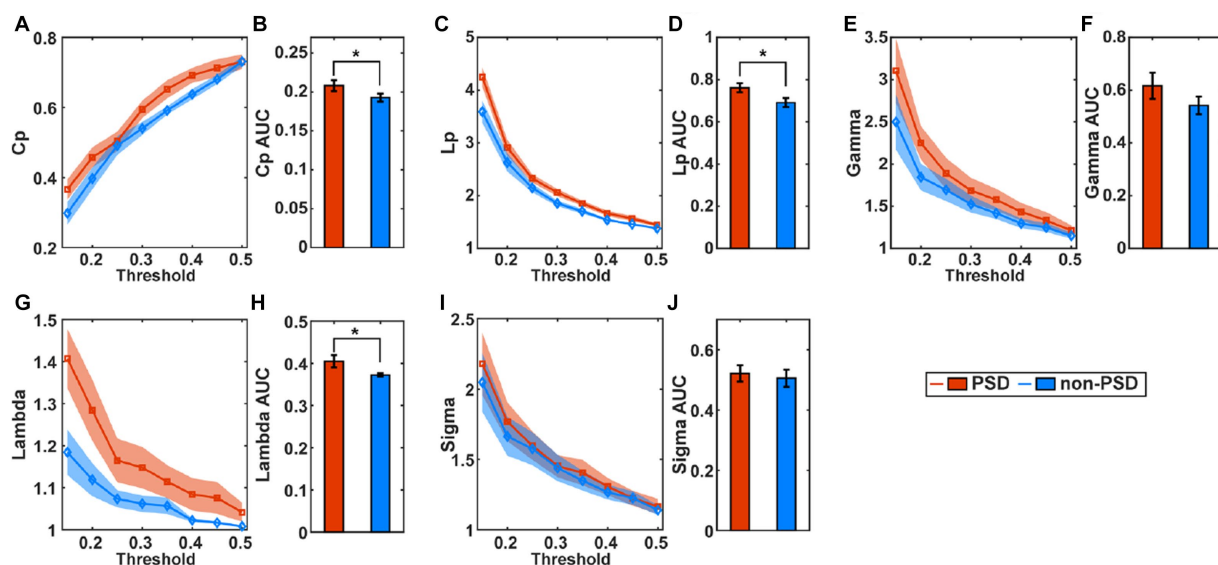 A
B
C
D
E
F
0.8
0.6
0.4
0.2
Cp
0.2
0.3
0.4
0.5
Threshold
0.25
0.2
0.15
0.1
0.05
0
Cp AUC
*
5
4
3
2
1
Lp
0.2
0.3
0.4
0.5
Threshold
1
0.8
0.6
0.4
0.2
0
Lp AUC
*
3.5
3
2.5
2
1.5
1
Gamma
0.2
0.3
0.4
0.5
Threshold
0.8
0.6
0.4
0.2
0
Gamma AUC
G
H
I
J
1.5
1.4
1.3
1.2
1.1
1
Lambda
0.2
0.3
0.4
0.5
Threshold
0.5
0.4
0.3
0.2
0.1
0
Lambda AUC
*
2.5
2
1.5
1
Sigma
0.2
0.3
0.4
0.5
Threshold
0.6
0.4
0.2
0
Sigma AUC
PSD non-PSD